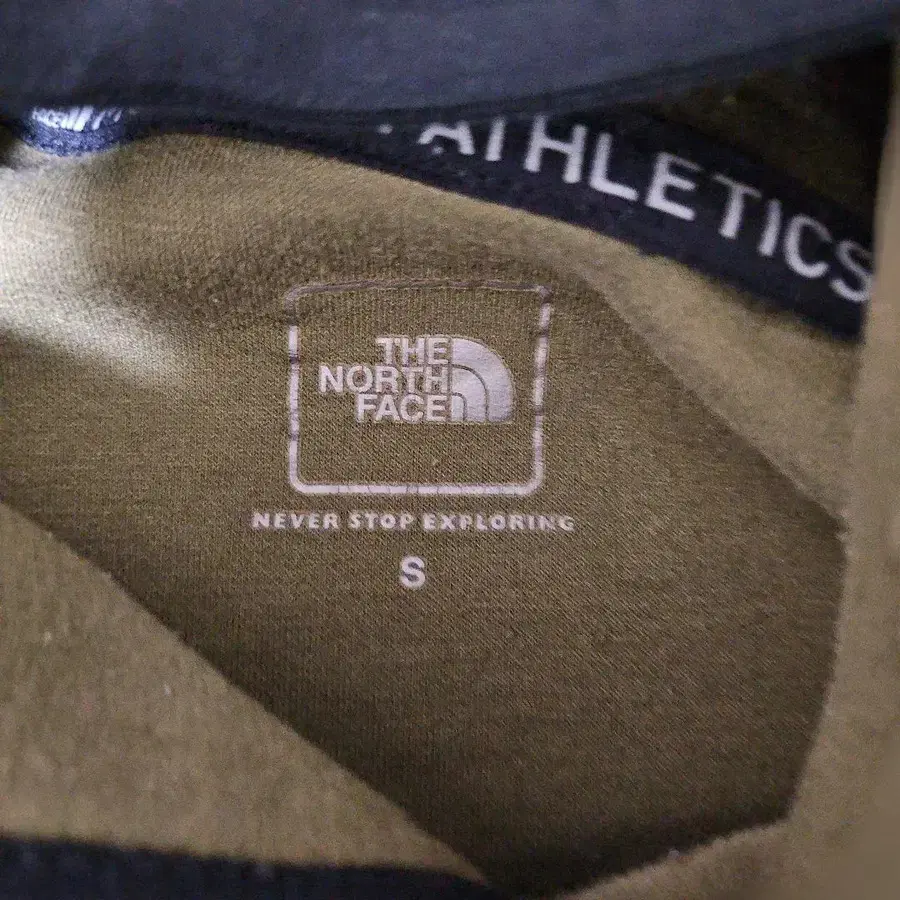 ATHLETICS
THE
NORTH
FACE
NEVER STOP EXPLORING
S